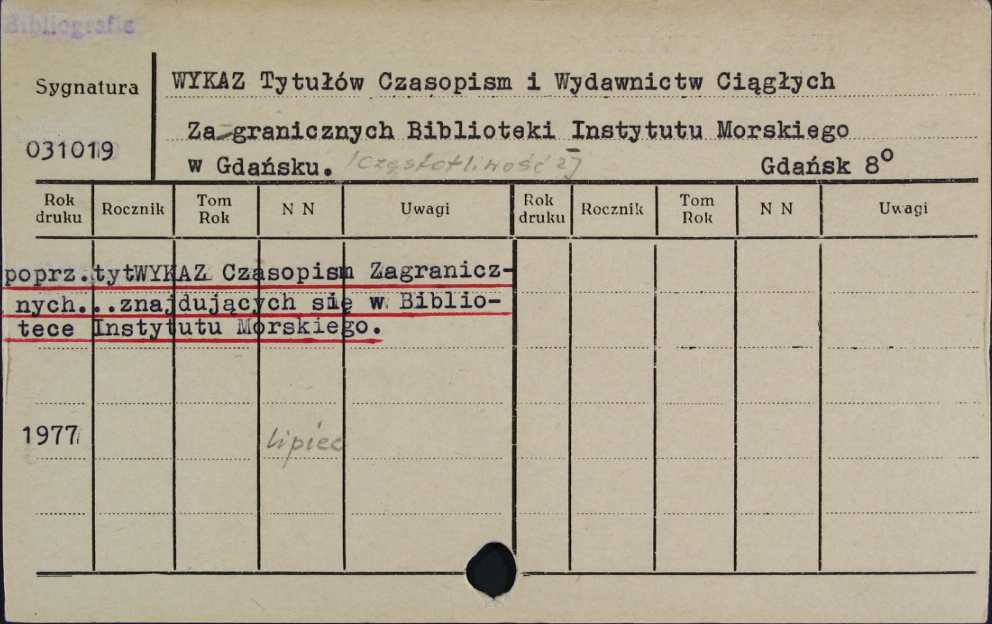 Bibliografie
Sygnatura
WYKAZ Tytułów Czasopism i Wydawnictw Ciągłych
Zagranicznych Biblioteki Instytutu Morskiego
031019
w Gdańsku. /Częstotliwość 2/ Gdańsk 8°
Rok druku Rocznik Tom Rok N N Uwagi Rok druku Rocznik Tom Rok N N Uwagi
poprz.tytWYKAZ Czasopism Zagranicz-
nych...znajdujących się w Biblio-
tece Instytutu Morskiego.
1977 lipiec